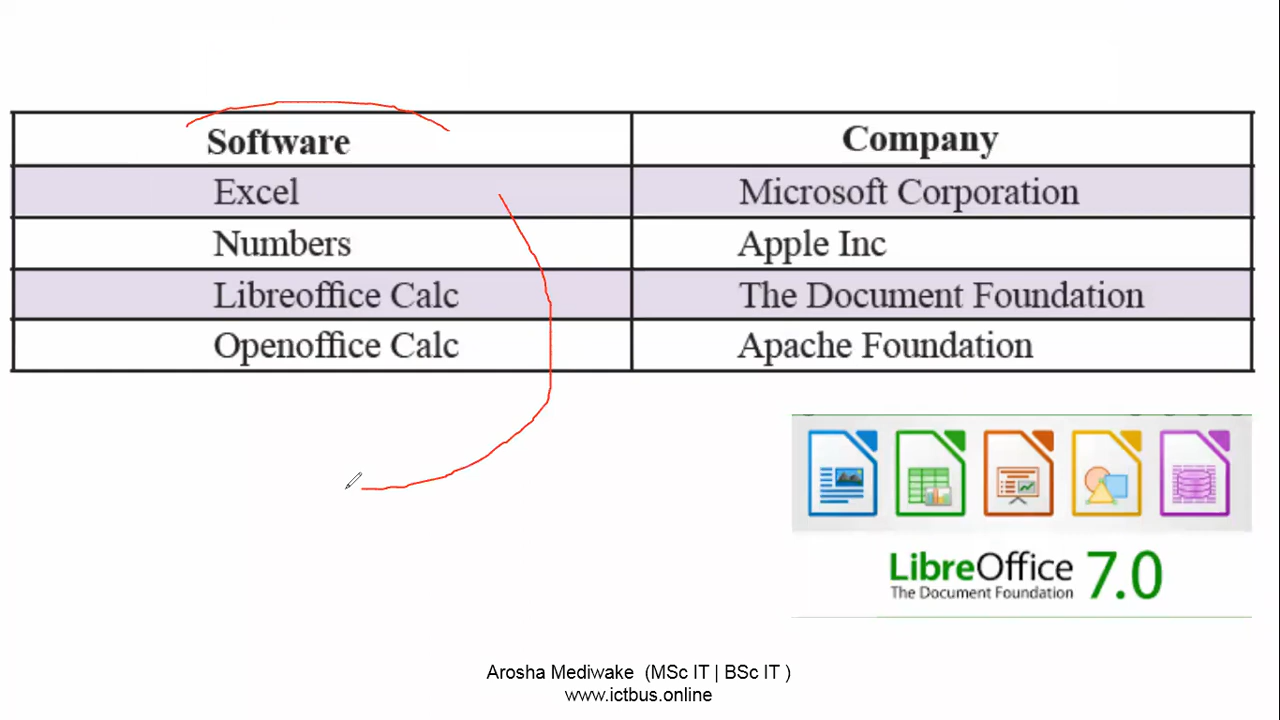 Software Company
Excel Microsoft Corporation
Numbers Apple Inc
Libreoffice Calc The Document Foundation
Openoffice Calc Apache Foundation
LibreOffice 7.0
The Document Foundation
Arosha Mediwake (MSc IT | BSc IT )
www.ictbus.online